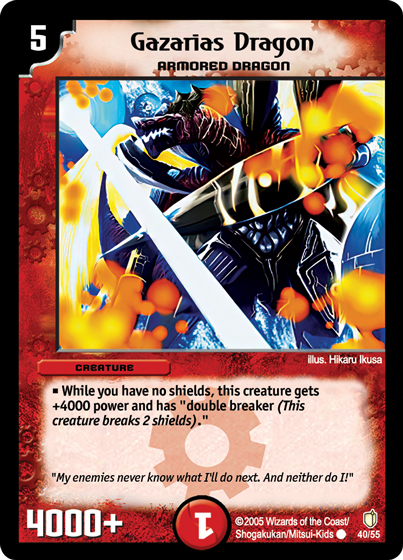 5
Gazarias Dragon
ARMORED DRAGON
illus. Hikaru Ikusa
CREATURE
▪ While you have no shields, this creature gets
+4000 power and has "double breaker (This
creature breaks 2 shields)."
"My enemies never know what I'll do next. And neither do I!"
4000+
1
©2005 Wizards of the Coast/
Shogakukan/Mitsui-Kids
40/55